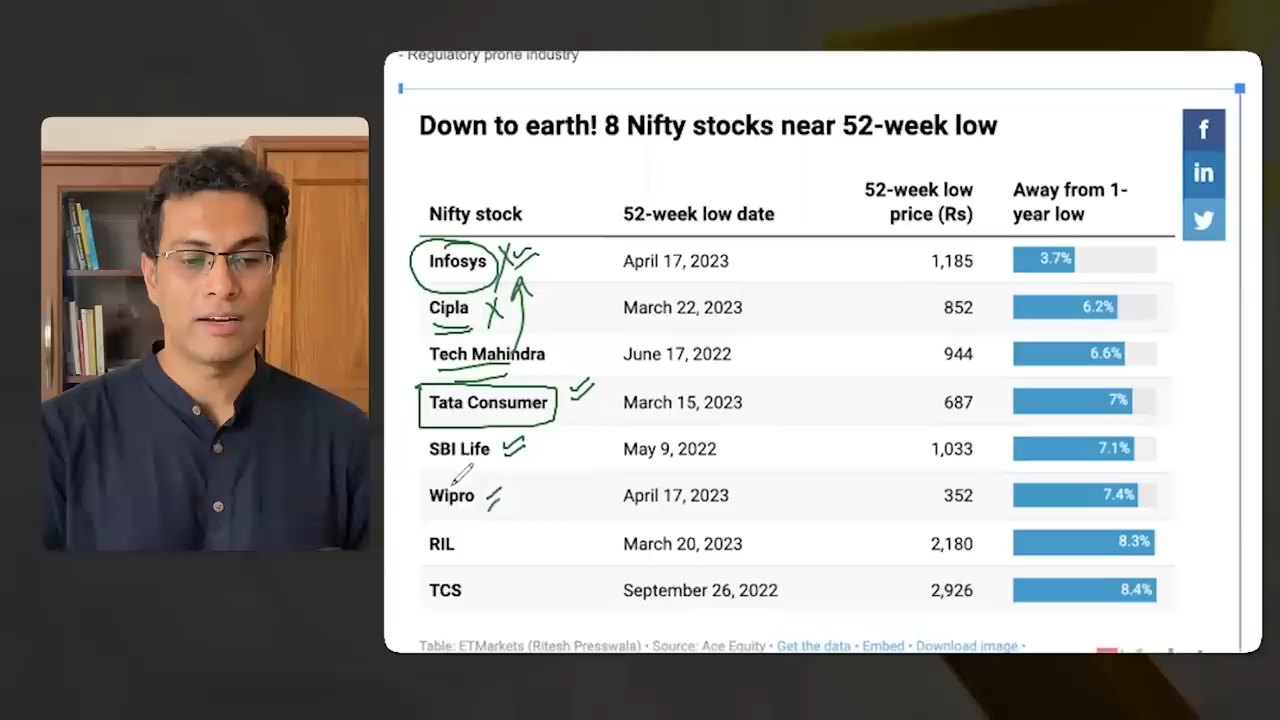 - Regulatory prone industry
Down to earth! 8 Nifty stocks near 52-week low
Nifty stock 52-week low date 52-week low price (Rs) Away from 1-year low
Infosys April 17, 2023 1,185 3.7%
Cipla March 22, 2023 852 6.2%
Tech Mahindra June 17, 2022 944 6.6%
Tata Consumer March 15, 2023 687 7%
SBI Life May 9, 2022 1,033 7.1%
Wipro April 17, 2023 352 7.4%
RIL March 20, 2023 2,180 8.3%
TCS September 26, 2022 2,926 8.4%
Table: ETMarkets (Ritesh Presswala) • Source: Ace Equity • Get the data • Embed • Download image •
f
in